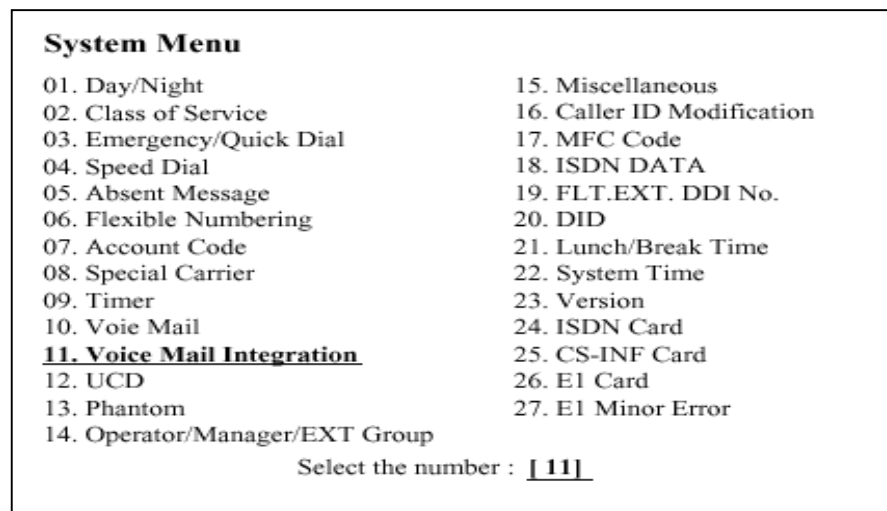 System Menu
01. Day/Night
02. Class of Service
03. Emergency/Quick Dial
04. Speed Dial
05. Absent Message
06. Flexible Numbering
07. Account Code
08. Special Carrier
09. Timer
10. Voie Mail
11. Voice Mail Integration
12. UCD
13. Phantom
14. Operator/Manager/EXT Group
15. Miscellaneous
16. Caller ID Modification
17. MFC Code
18. ISDN DATA
19. FLT.EXT. DDI No.
20. DID
21. Lunch/Break Time
22. System Time
23. Version
24. ISDN Card
25. CS-INF Card
26. E1 Card
27. E1 Minor Error
Select the number : [ 11]